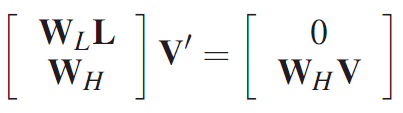 [ W_L L ] V′ = [ 0 ]
[ W_H ] [ W_H V ]